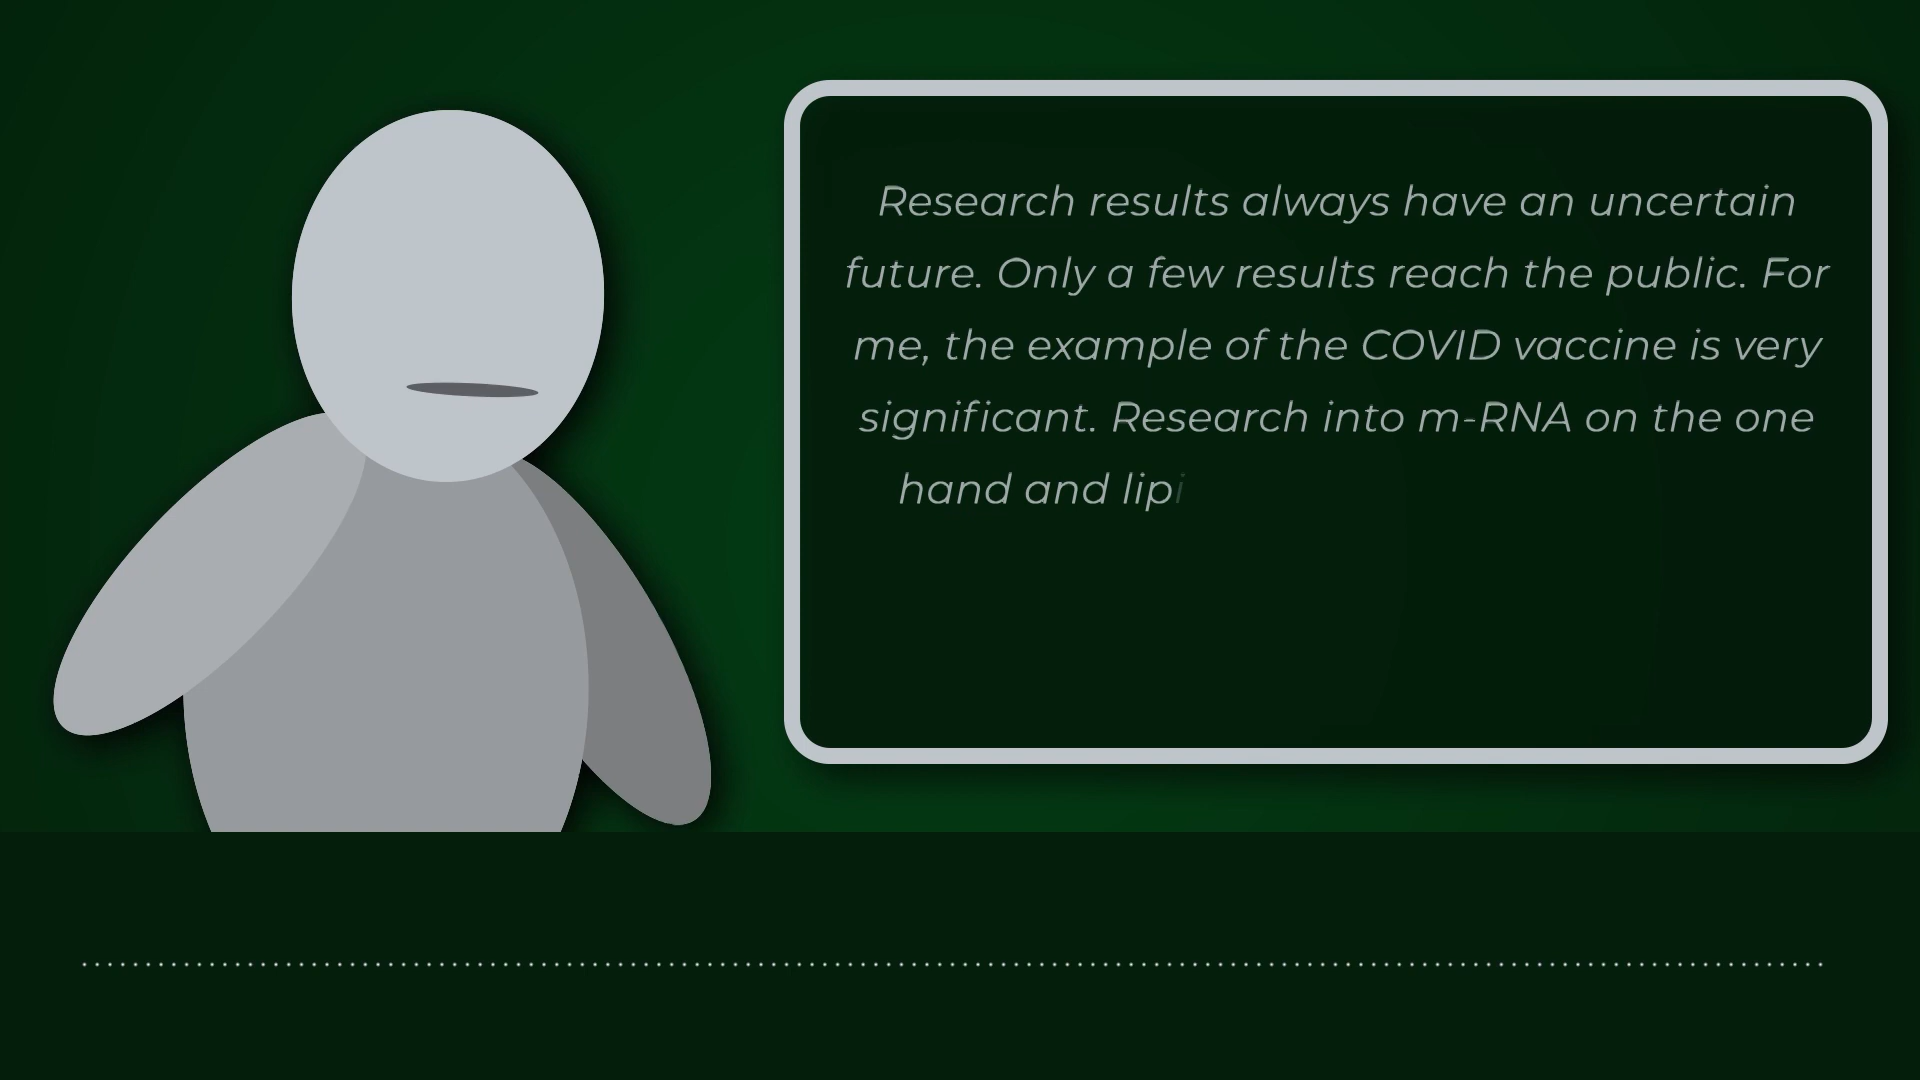 Research results always have an uncertain
future. Only a few results reach the public. For
me, the example of the COVID vaccine is very
significant. Research into m-RNA on the one
hand and lipi